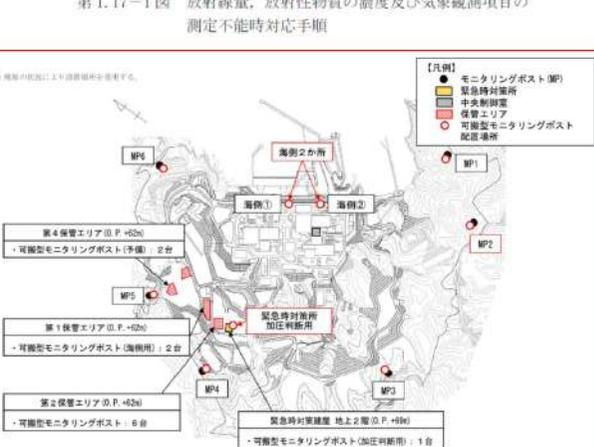 第1.17-1図 放射線量，放射性物質の濃度及び気象観測項目の
測定不能時対応手順
【凡例】
モニタリングポスト(MP)
緊急時対策所
中央制御室
保管エリア
可搬型モニタリングポスト
配置場所
MP6
海側2か所
MP1
海側①
海側②
MP2
第4保管エリア(O.P.+62m)
・可搬型モニタリングポスト(予備)：2台
MP5
緊急時対策所
加圧判断用
第1保管エリア(O.P.+62m)
・可搬型モニタリングポスト(海側用)：2台
MP4
MP3
第2保管エリア(O.P.+62m)
・可搬型モニタリングポスト：6台
緊急時対策建屋 地上2階(O.P.+69m)
・可搬型モニタリングポスト(加圧判断用)：1台